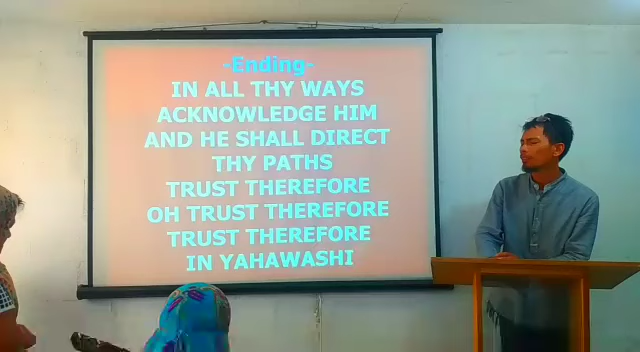 -Ending-
IN ALL THY WAYS
ACKNOWLEDGE HIM
AND HE SHALL DIRECT
THY PATHS
TRUST THEREFORE
OH TRUST THEREFORE
TRUST THEREFORE
IN YAHAWASHI